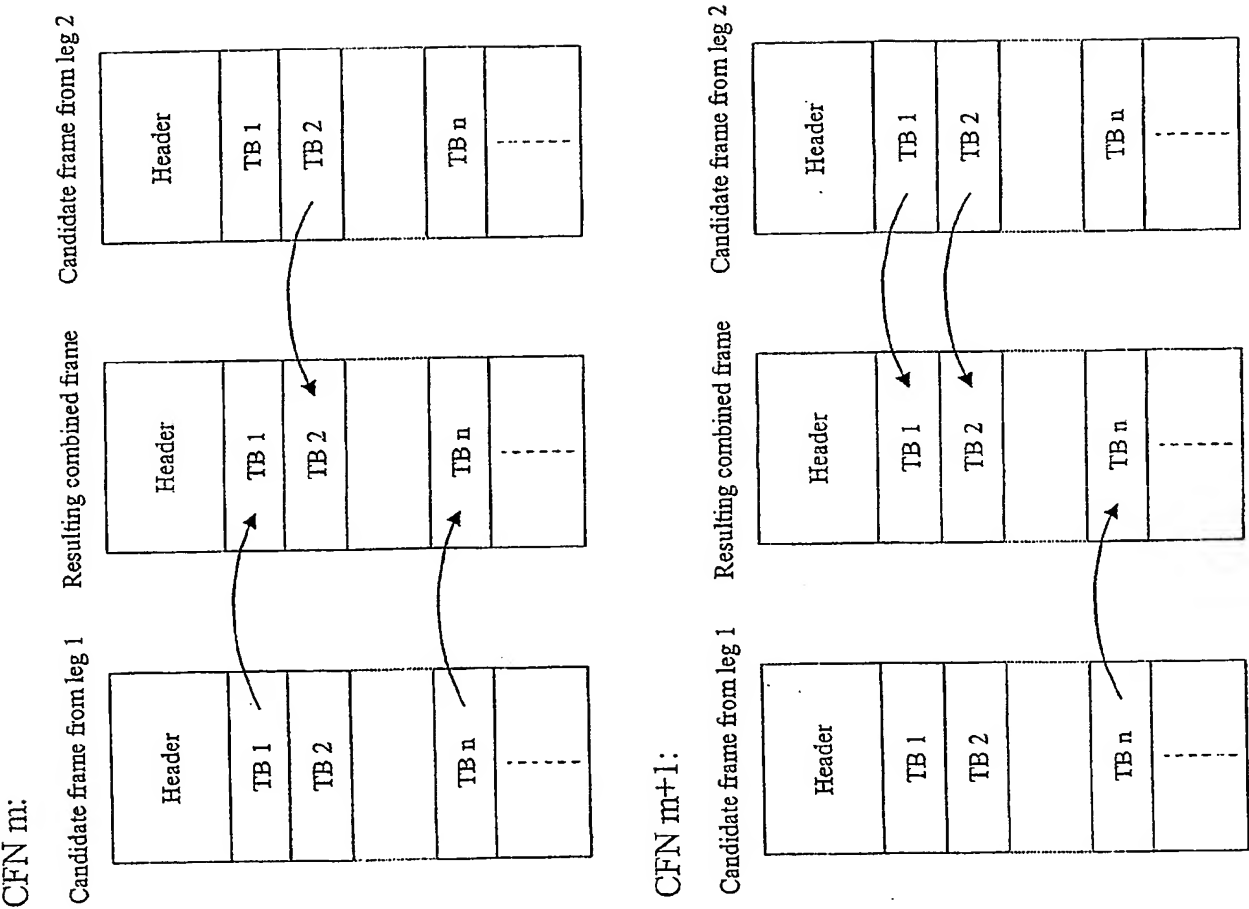 CFN m:
Candidate frame from leg 1
Header
TB 1
TB 2
TB n
Resulting combined frame
Header
TB 1
TB 2
TB n
Candidate frame from leg 2
Header
TB 1
TB 2
TB n
CFN m+1:
Candidate frame from leg 1
Header
TB 1
TB 2
TB n
Resulting combined frame
Header
TB 1
TB 2
TB n
Candidate frame from leg 2
Header
TB 1
TB 2
TB n